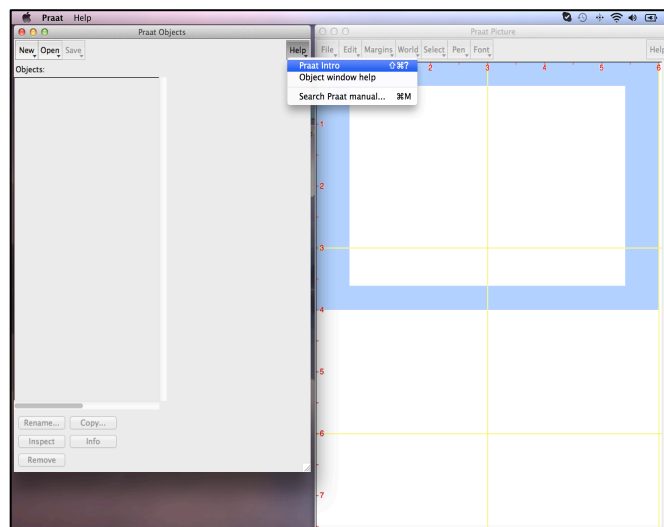 Praat Help
Praat Objects
New Open Save Help
Objects:
Rename... Copy...
Inspect Info
Remove
Praat Intro ⇧⌘?
Object window help
Search Praat manual... ⌘M
Praat Picture
File Edit Margins World Select Pen Font Help
2 3 4 5 6
-1
-2
-3
-4
-5
-6
-7